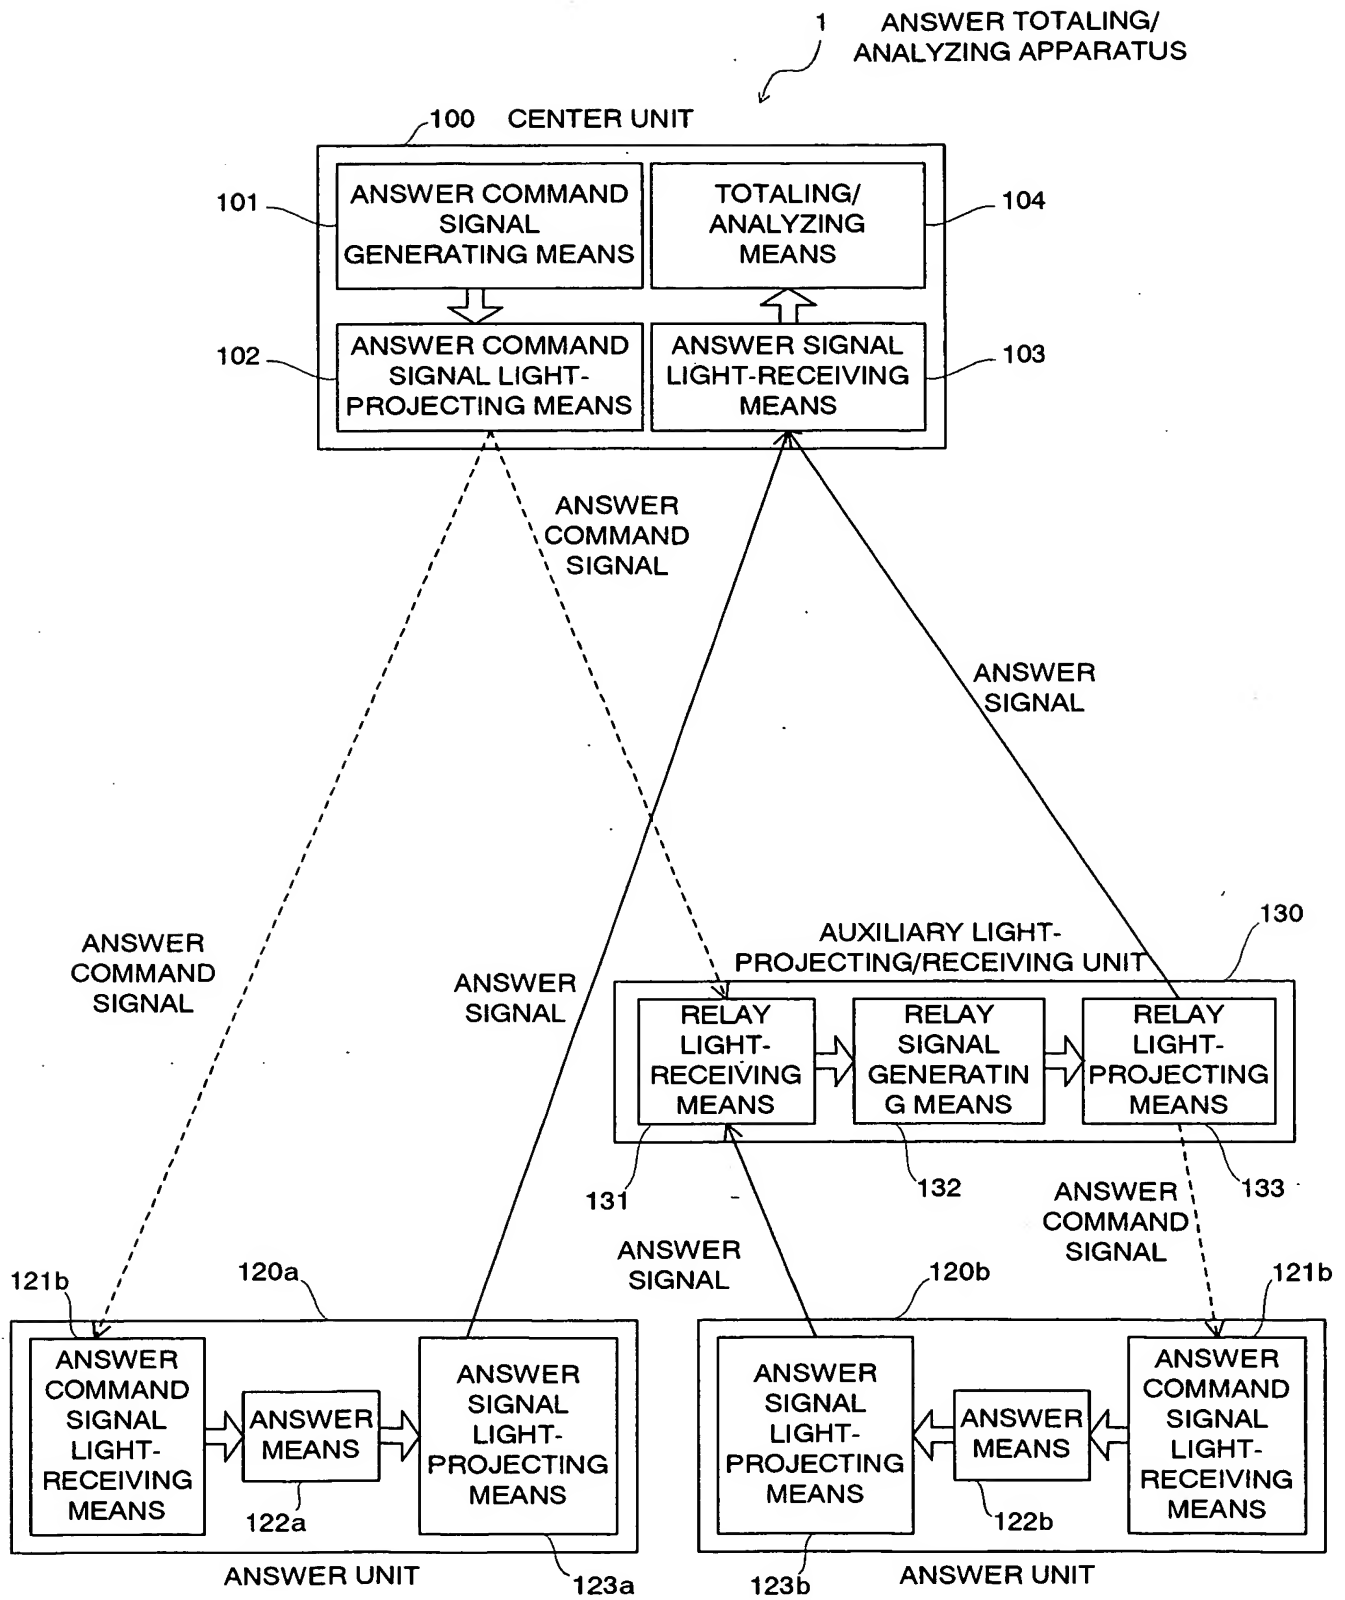 1 ANSWER TOTALING/
ANALYZING APPARATUS
100 CENTER UNIT
101
ANSWER COMMAND
SIGNAL
GENERATING MEANS
TOTALING/
ANALYZING
MEANS
104
102
ANSWER COMMAND
SIGNAL LIGHT-
PROJECTING MEANS
ANSWER SIGNAL
LIGHT-RECEIVING
MEANS
103
ANSWER
COMMAND
SIGNAL
ANSWER
SIGNAL
ANSWER
COMMAND
SIGNAL
ANSWER
SIGNAL
130
AUXILIARY LIGHT-
PROJECTING/RECEIVING UNIT
RELAY
LIGHT-
RECEIVING
MEANS
RELAY
SIGNAL
GENERATIN
G MEANS
RELAY
LIGHT-
PROJECTING
MEANS
131
132
133
ANSWER
SIGNAL
ANSWER
COMMAND
SIGNAL
121b
120a
120b
121b
ANSWER
COMMAND
SIGNAL
LIGHT-
RECEIVING
MEANS
ANSWER
MEANS
ANSWER
SIGNAL
LIGHT-
PROJECTING
MEANS
122a
123a
ANSWER UNIT
ANSWER
SIGNAL
LIGHT-
PROJECTING
MEANS
ANSWER
MEANS
ANSWER
COMMAND
SIGNAL
LIGHT-
RECEIVING
MEANS
122b
123b
ANSWER UNIT